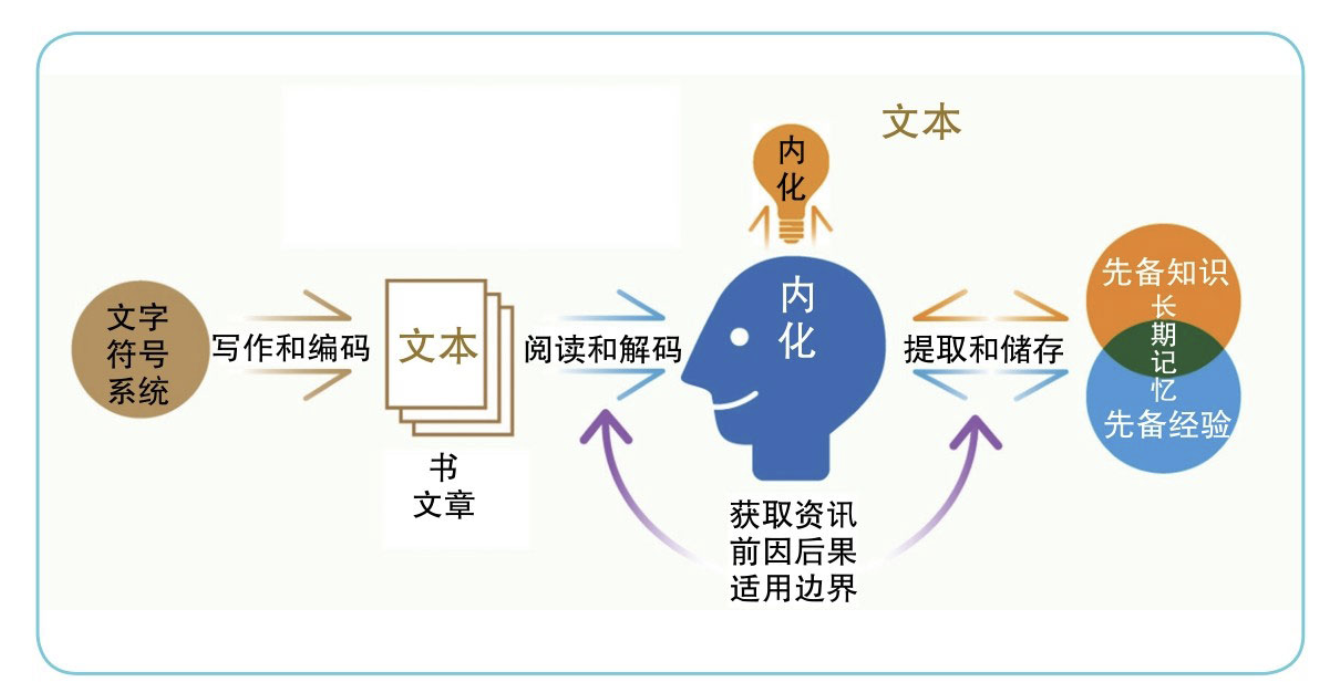 文本
内
化
文字
符号
系统
写作和编码
文本
阅读和解码
内
化
提取和储存
先备知识
长
期
记
忆
先备经验
书
文章
获取资讯
前因后果
适用边界